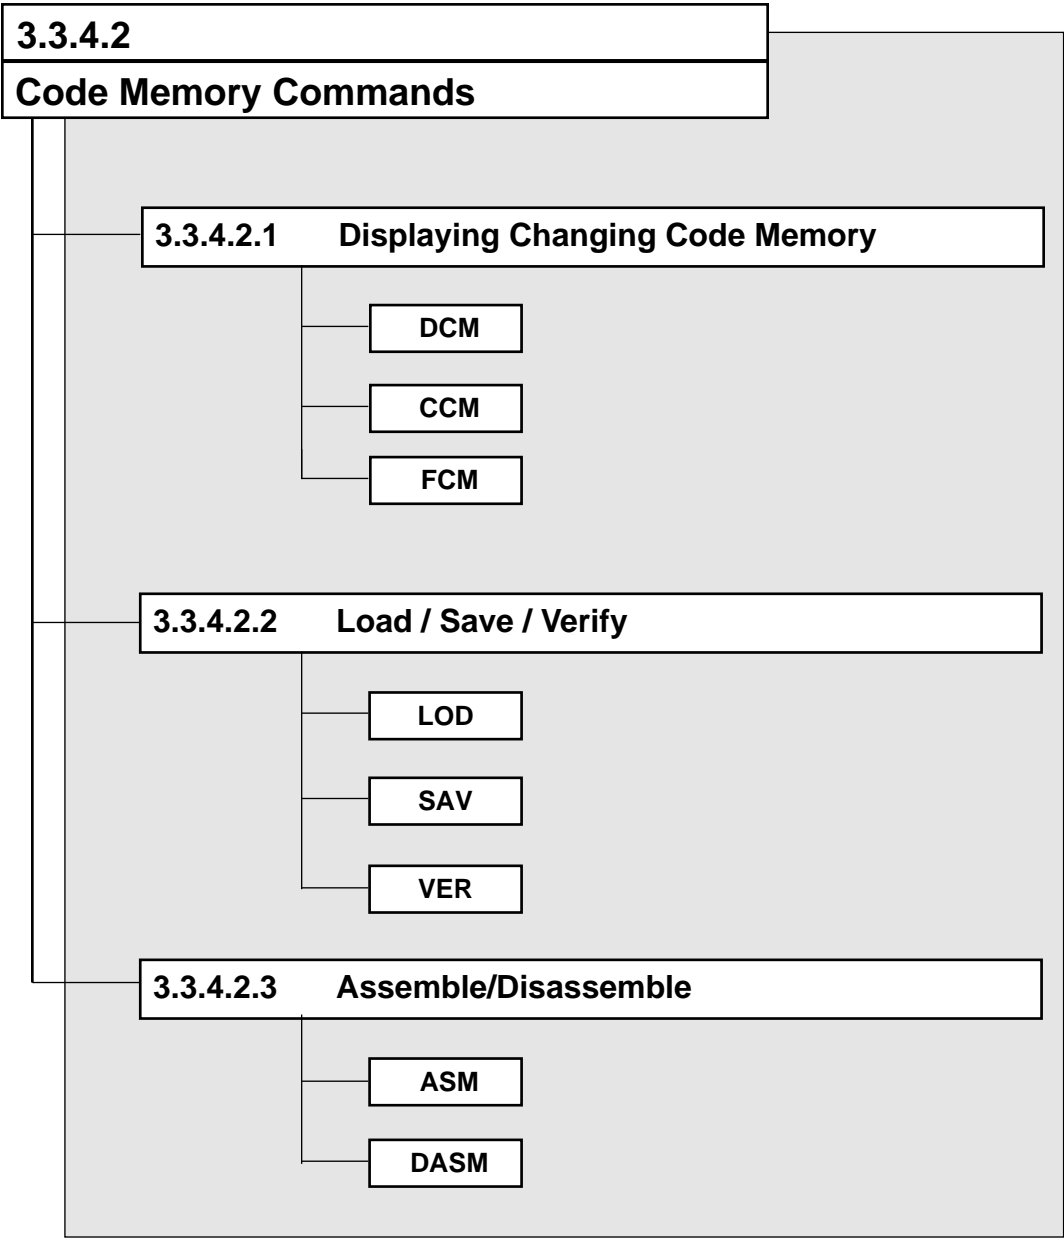 3.3.4.2
Code Memory Commands
3.3.4.2.1 Displaying Changing Code Memory
DCM
CCM
FCM
3.3.4.2.2 Load / Save / Verify
LOD
SAV
VER
3.3.4.2.3 Assemble/Disassemble
ASM
DASM